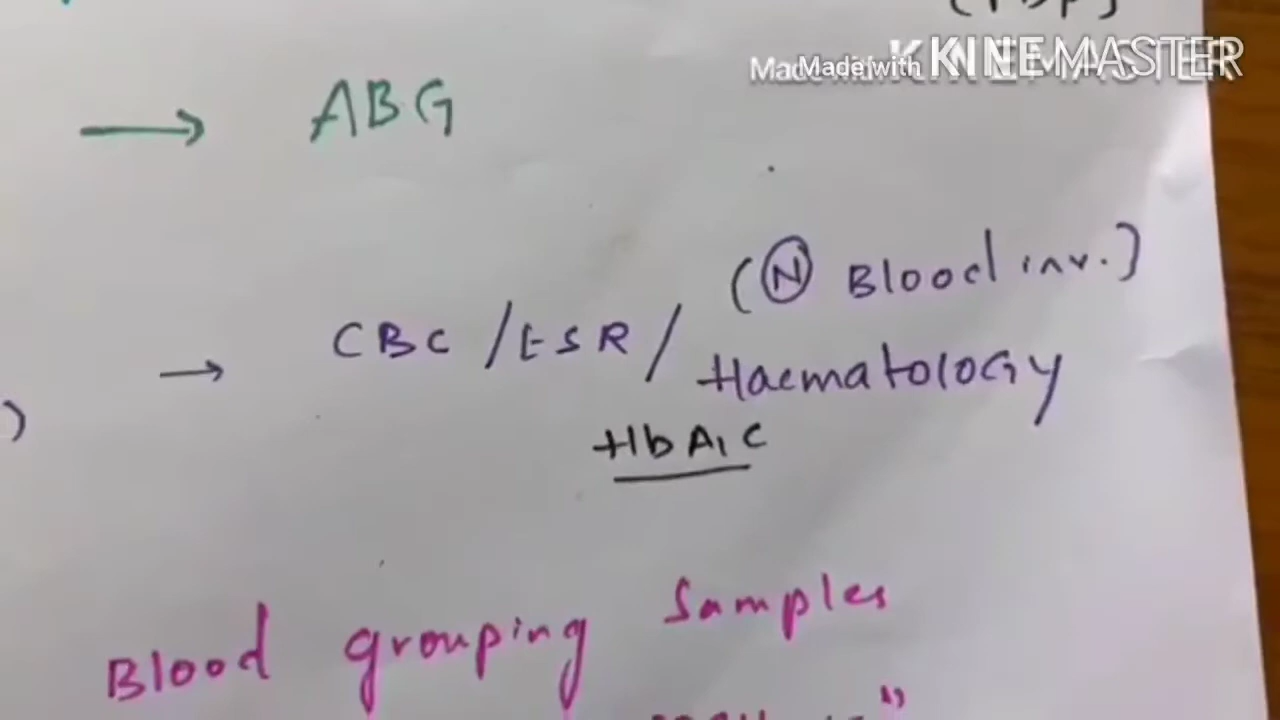 Made with KINEMASTER
→ ABG
(Ⓝ Blood inv.)
→ CBC / ESR / Haematology
HbA1C
Blood grouping Samples